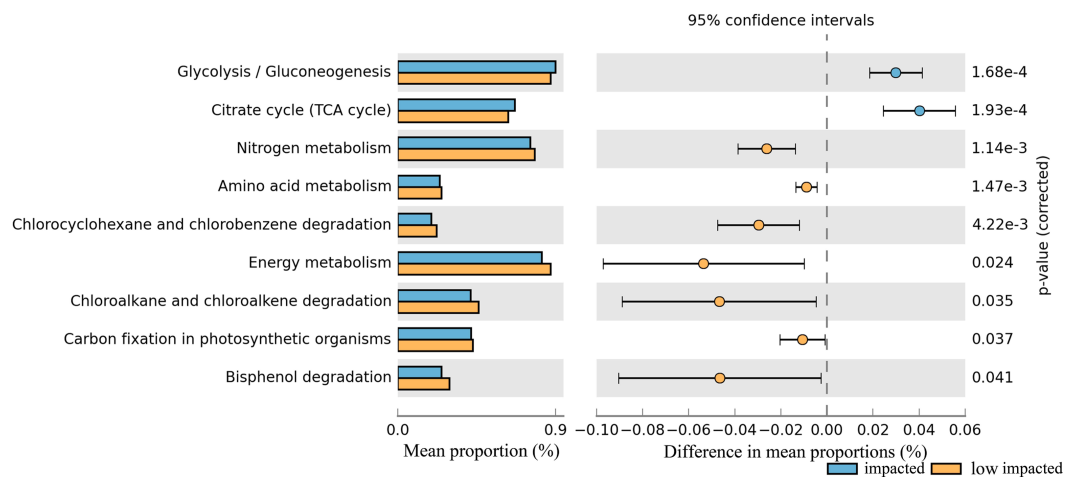 95% confidence intervals
Glycolysis / Gluconeogenesis 1.68e-4
Citrate cycle (TCA cycle) 1.93e-4
Nitrogen metabolism 1.14e-3
Amino acid metabolism 1.47e-3
Chlorocyclohexane and chlorobenzene degradation 4.22e-3
Energy metabolism 0.024
Chloroalkane and chloroalkene degradation 0.035
Carbon fixation in photosynthetic organisms 0.037
Bisphenol degradation 0.041
p-value (corrected)
0.0 0.9 −0.10 −0.08 −0.06 −0.04 −0.02 0.00 0.02 0.04 0.06
Mean proportion (%) Difference in mean proportions (%)
impacted low impacted